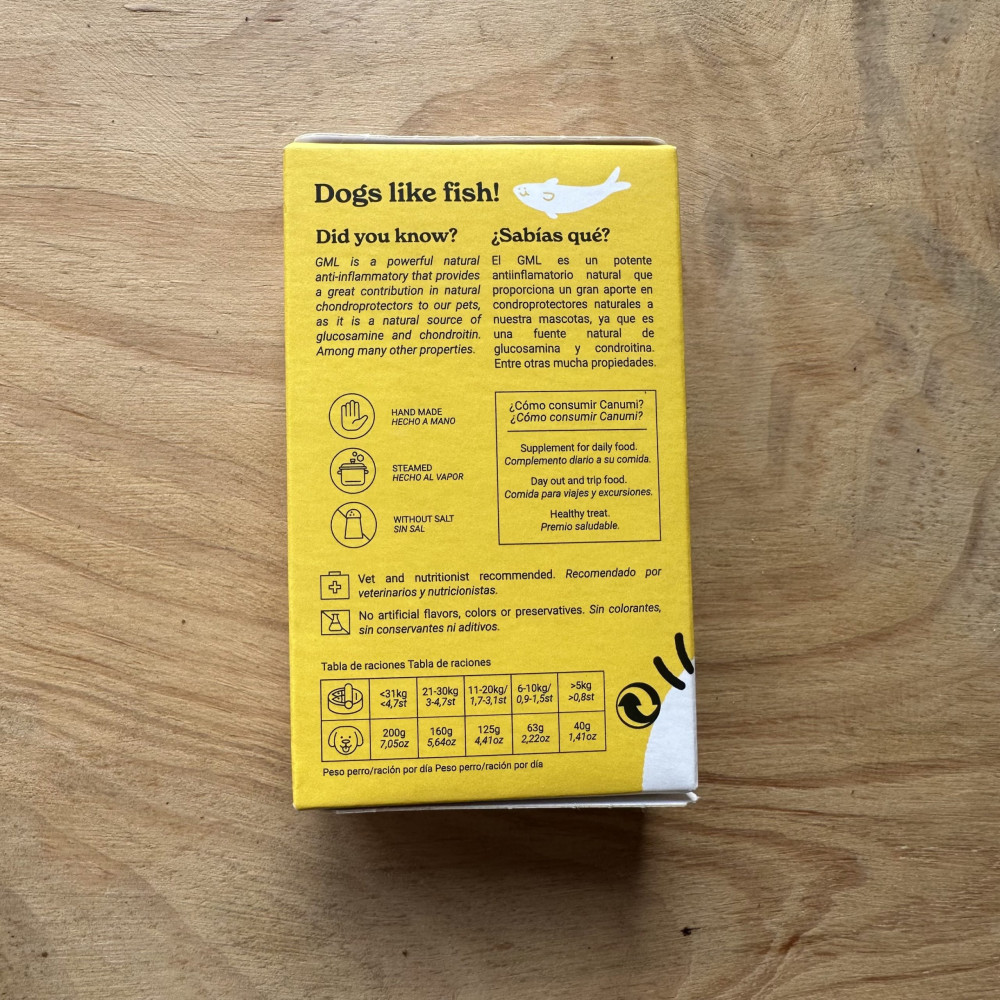 Dogs like fish!
Did you know?
GML is a powerful natural
anti-inflammatory that provides
a great contribution in natural
chondroprotectors to our pets,
as it is a natural source of
glucosamine and chondroitin.
Among many other properties.
¿Sabías qué?
El GML es un potente
antiinflamatorio natural que
proporciona un gran aporte en
condroprotectores naturales a
nuestra mascotas, ya que es
una fuente natural de
glucosamina y condroitina.
Entre otras mucha propiedades.
HAND MADE
HECHO A MANO
STEAMED
HECHO AL VAPOR
WITHOUT SALT
SIN SAL
¿Cómo consumir Canumi?
¿Cómo consumir Canumi?
Supplement for daily food.
Complemento diario a su comida.
Day out and trip food.
Comida para viajes y excursiones.
Healthy treat.
Premio saludable.
Vet and nutritionist recommended. Recomendado por
veterinarios y nutricionistas.
No artificial flavors, colors or preservatives. Sin colorantes,
sin conservantes ni aditivos.
Tabla de raciones Tabla de raciones
<31kg 21-30kg 11-20kg/ 6-10kg/ >5kg
<4,7st 3-4,7st 1,7-3,1st 0,9-1,5st >0,8st
200g 160g 125g 63g 40g
7,05oz 5,64oz 4,41oz 2,22oz 1,41oz
Peso perro/ración por día Peso perro/ración por día